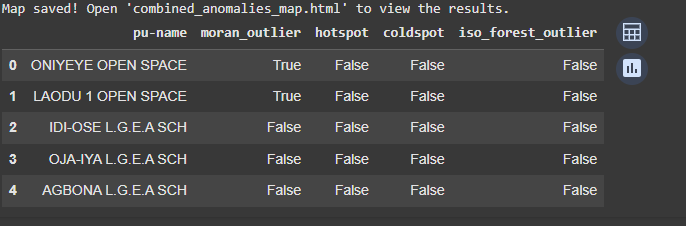 Map saved! Open 'combined_anomalies_map.html' to view the results.
pu-name moran_outlier hotspot coldspot iso_forest_outlier
0 ONIYEYE OPEN SPACE True False False False
1 LAODU 1 OPEN SPACE True False False False
2 IDI-OSE L.G.E.A SCH False False False False
3 OJA-IYA L.G.E.A SCH False False False False
4 AGBONA L.G.E.A SCH False False False False